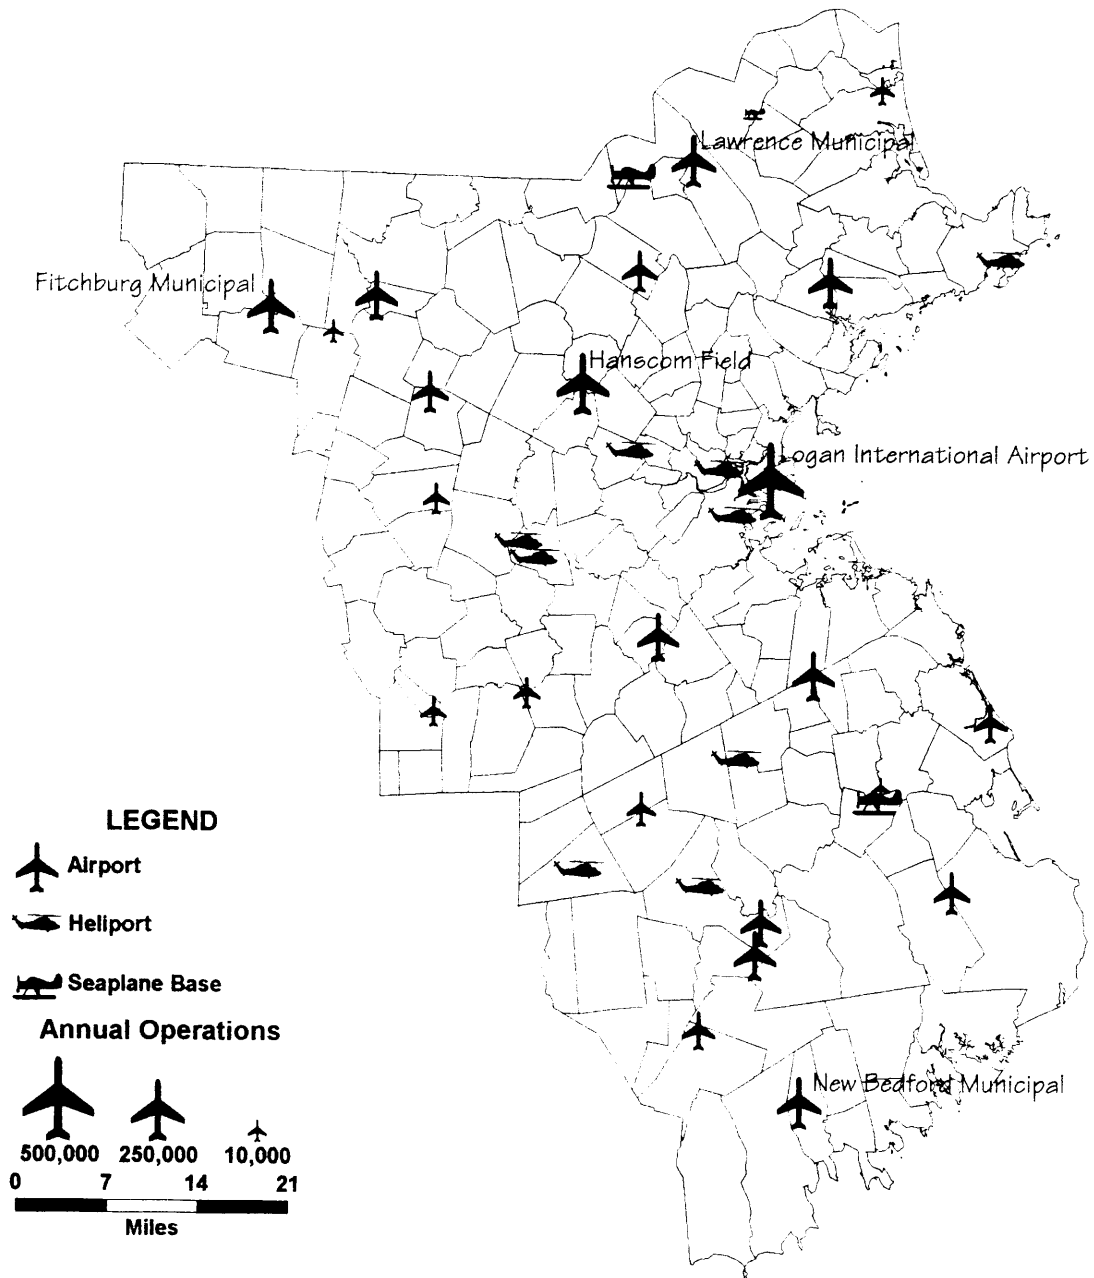 Lawrence Municipal
Fitchburg Municipal
Hanscom Field
Logan International Airport
LEGEND
Airport
Heliport
Seaplane Base
Annual Operations
500,000 250,000 10,000
0 7 14 21
Miles
New Bedford Municipal